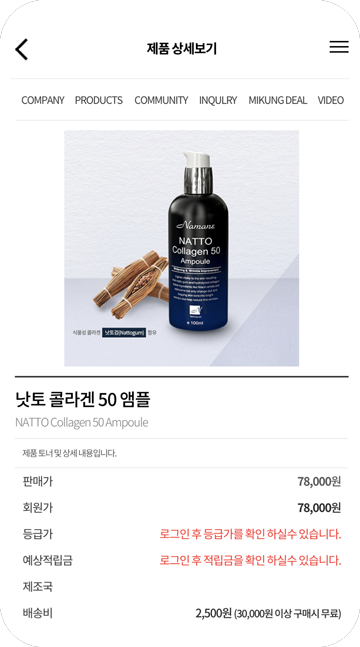 제품 상세보기
COMPANY PRODUCTS COMMUNITY INQULRY MIKUNG DEAL VIDEO
Namane
NATTO
Collagen 50
Ampoule
e 100ml
식물성 콜라겐 낫토검(Nattogum) 함유
낫토 콜라겐 50 앰플
NATTO Collagen 50 Ampoule
제품 토너 및 상세 내용입니다.
판매가 78,000원
회원가 78,000원
등급가 로그인 후 등급가를 확인 하실수 있습니다.
예상적립금 로그인 후 적립금을 확인 하실수 있습니다.
제조국
배송비 2,500원 (30,000원 이상 구매시 무료)